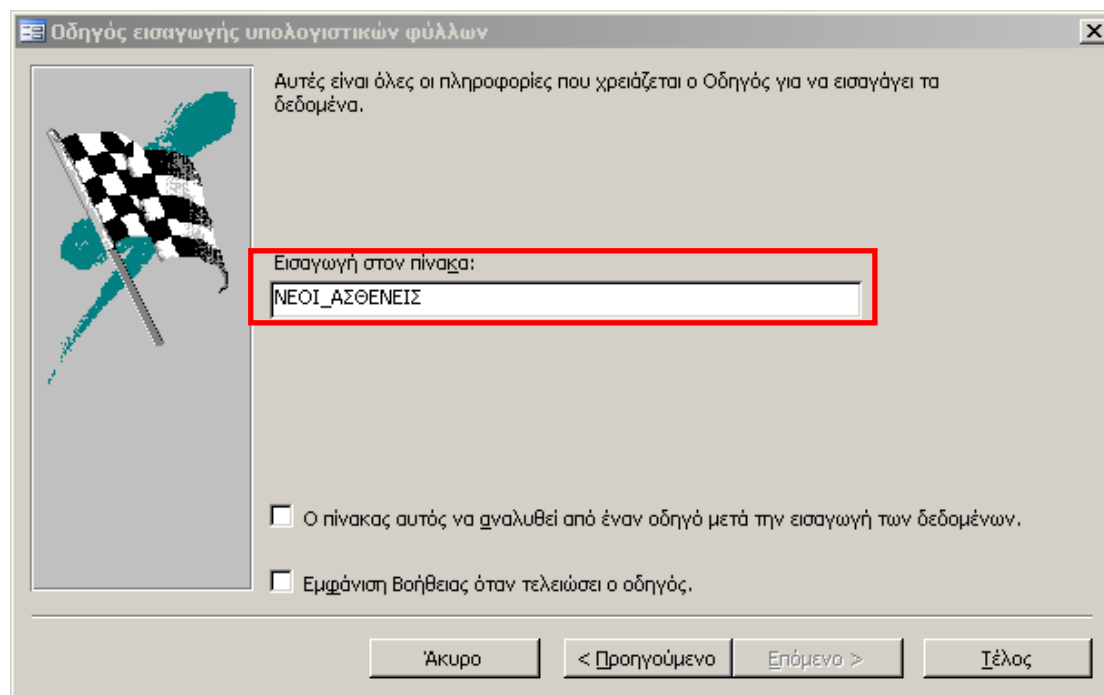 Οδηγός εισαγωγής υπολογιστικών φύλλων
Αυτές είναι όλες οι πληροφορίες που χρειάζεται ο Οδηγός για να εισαγάγει τα
δεδομένα.
Εισαγωγή στον πίνακα:
ΝΕΟΙ_ΑΣΘΕΝΕΙΣ
Ο πίνακας αυτός να αναλυθεί από έναν οδηγό μετά την εισαγωγή των δεδομένων.
Εμφάνιση Βοήθειας όταν τελειώσει ο οδηγός.
Άκυρο
< Προηγούμενο
Επόμενο >
Τέλος